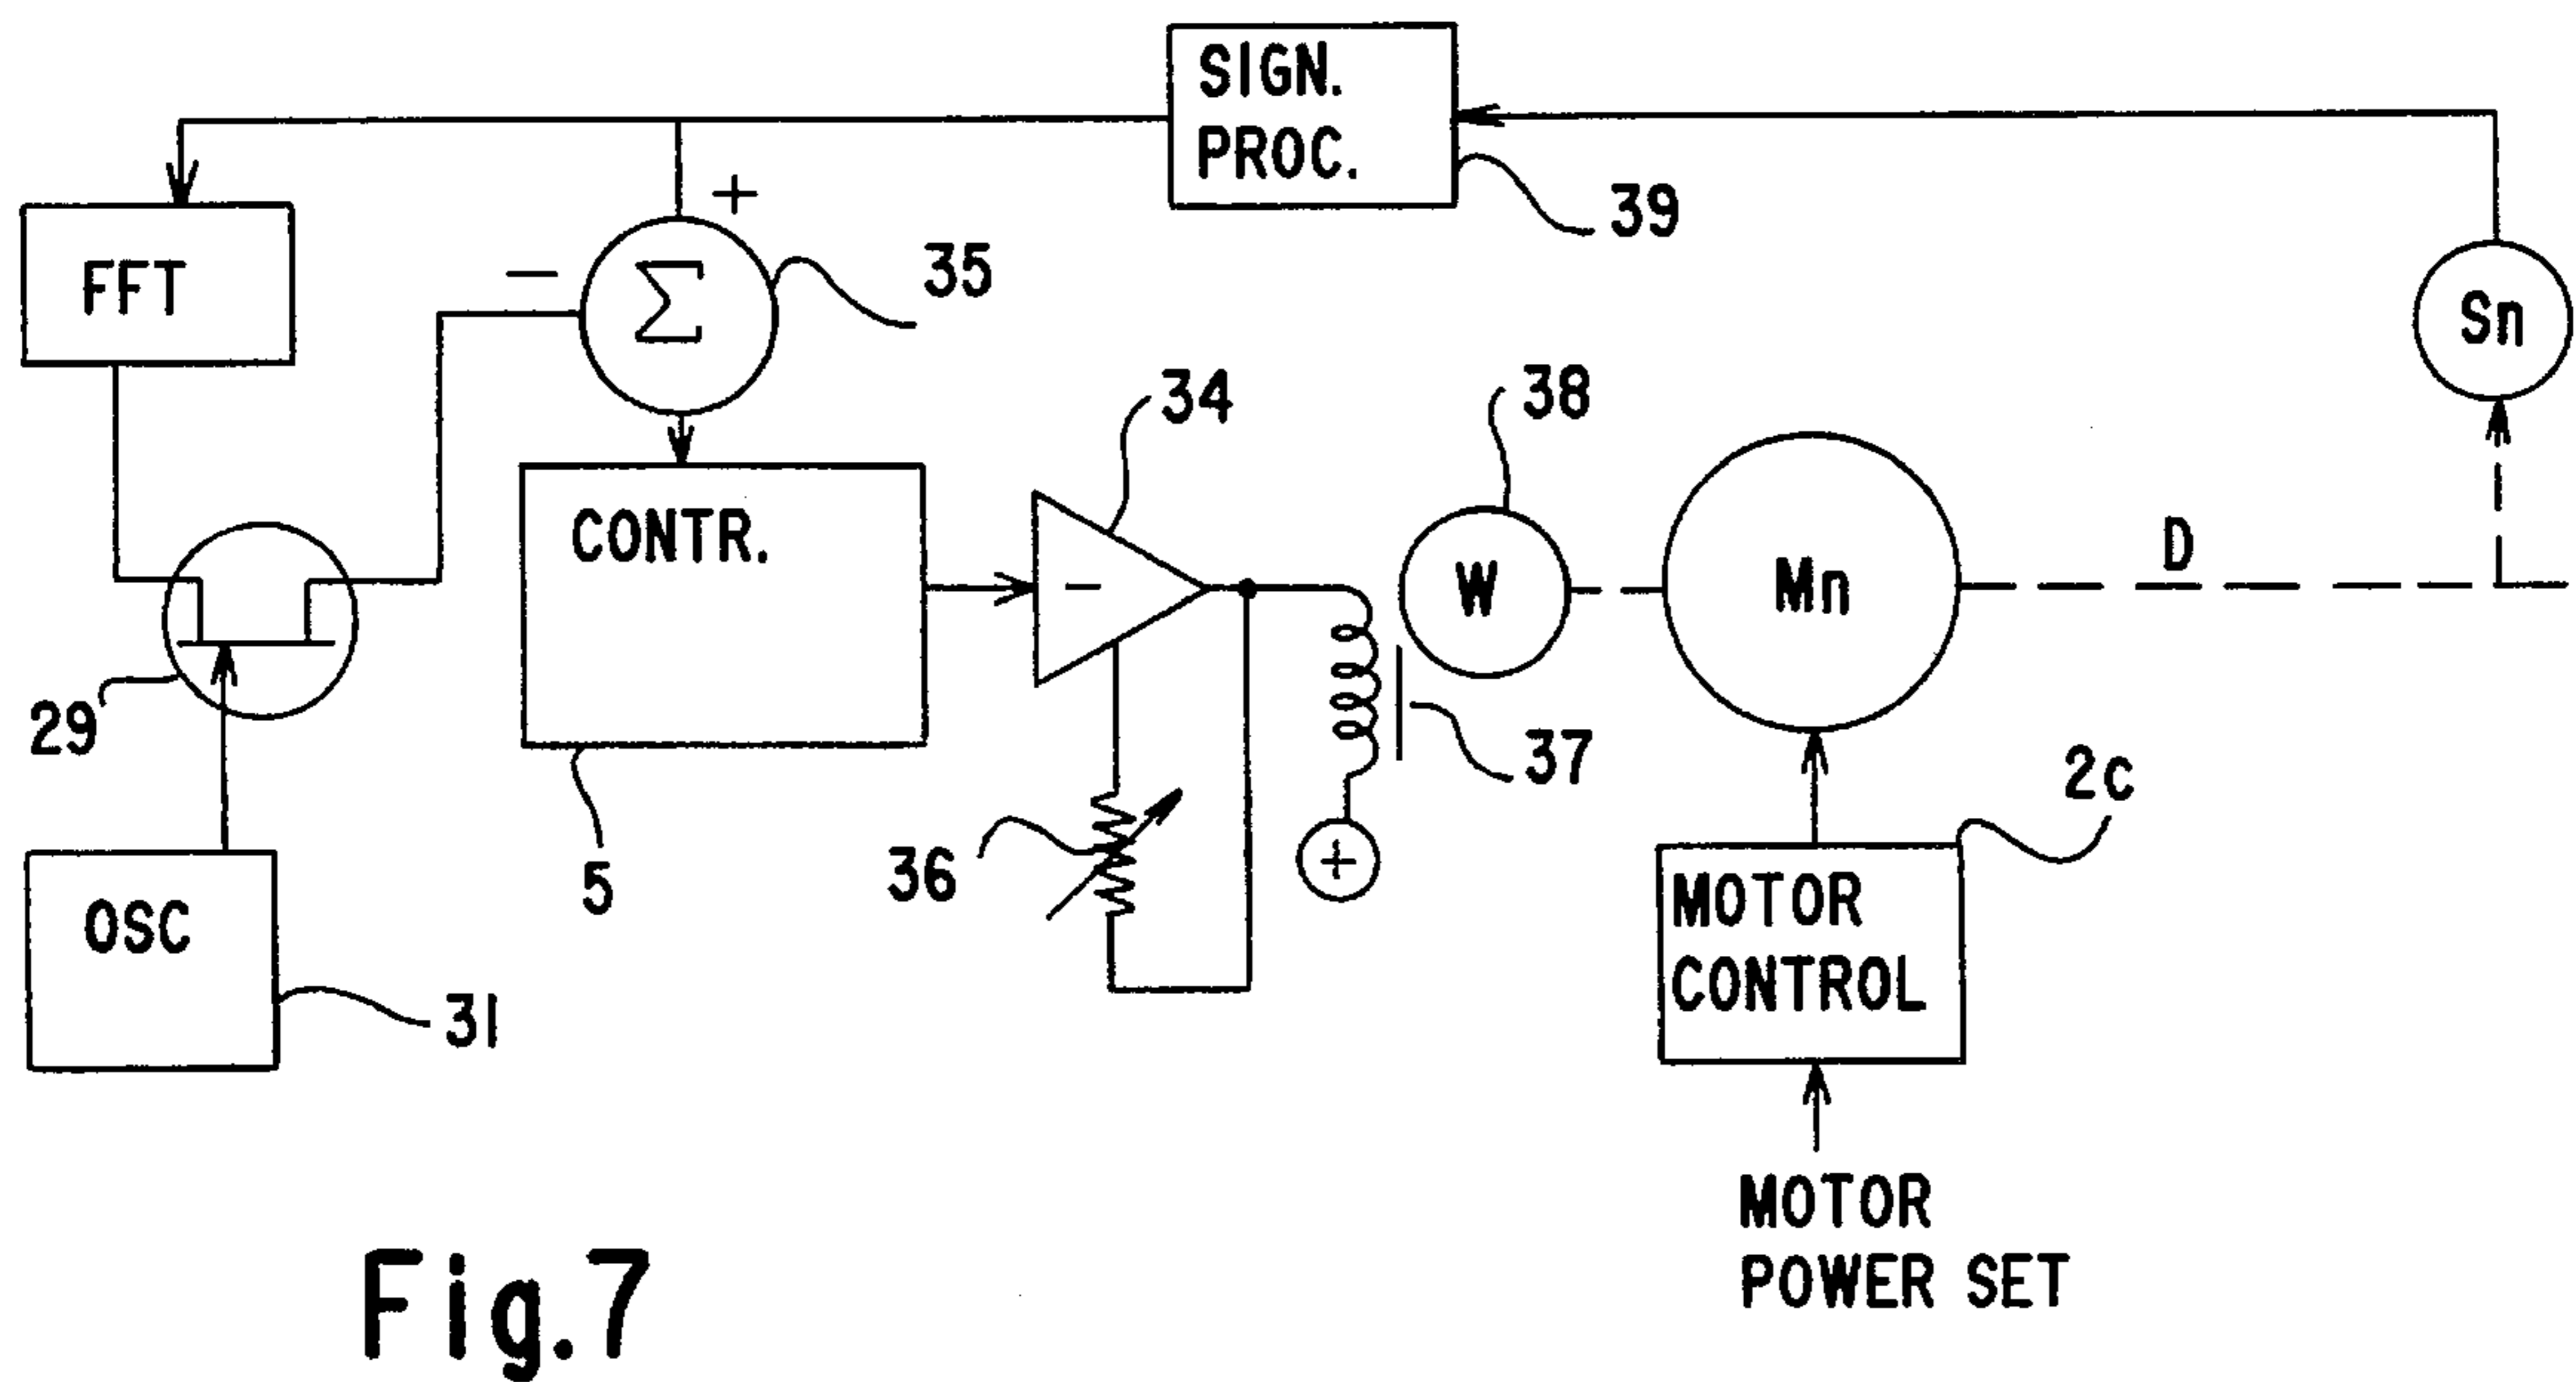 SIGN.
PROC.
39
FFT
+
−
Σ
35
Sn
34
38
CONTR.
−
W
Mn
D
29
37
2c
5
36
+
OSC
31
MOTOR
CONTROL
MOTOR
POWER SET
Fig.7